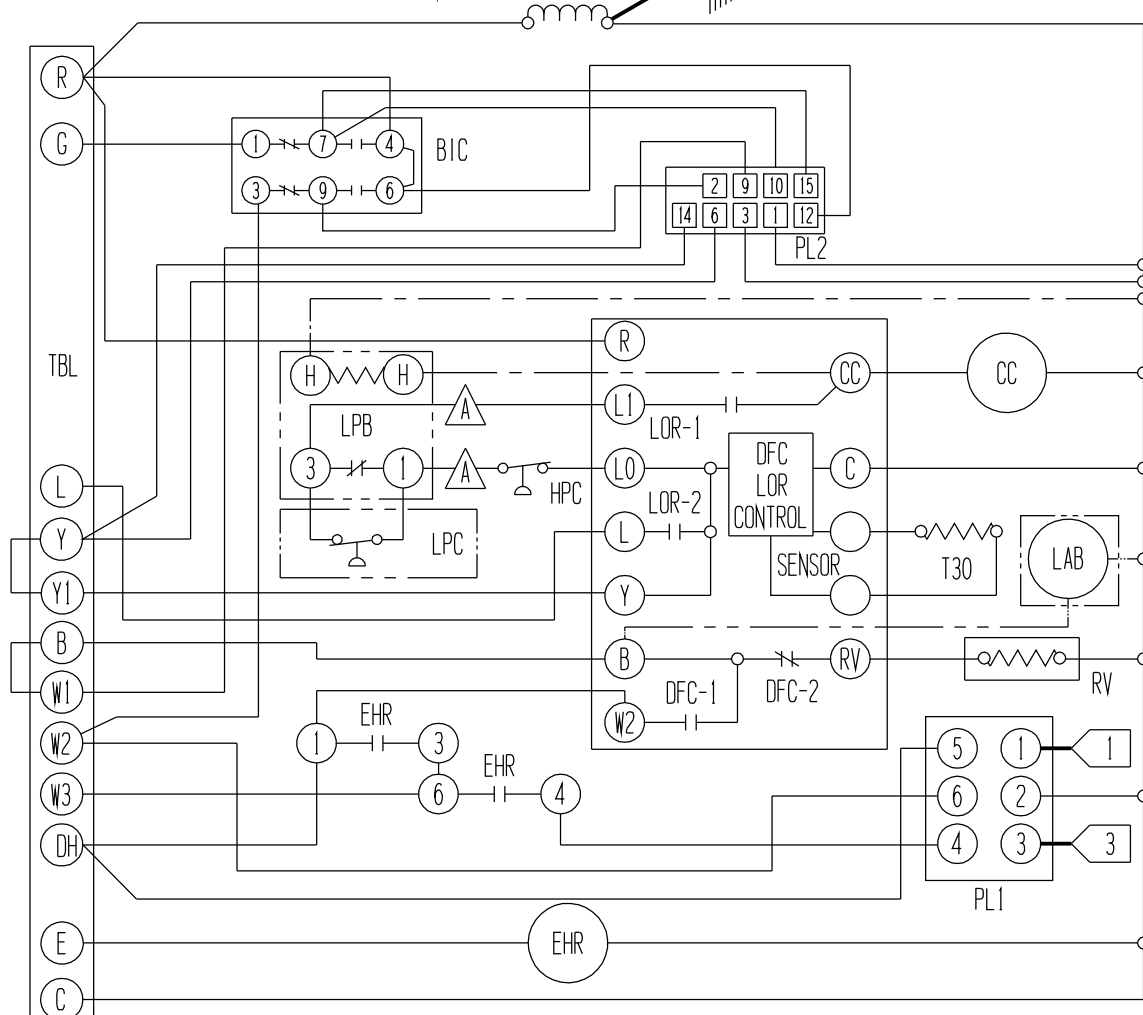 R
G
1 7 4
BIC
3 9 6
2 9 10 15
14 6 3 1 12
PL2
TBL
R
H H
CC
CC
LPB
A
L1
LOR-1
3 1
A
HPC
LO
DFC
LOR
CONTROL
C
L
LOR-2
L
LPC
SENSOR
T30
LAB
Y
Y1
Y
B
B
DFC-1
DFC-2
RV
RV
W1
W2
W2
EHR
1 3
W3
6
EHR
4
DH
5 1 1
6 2
4 3 3
PL1
E
EHR
C